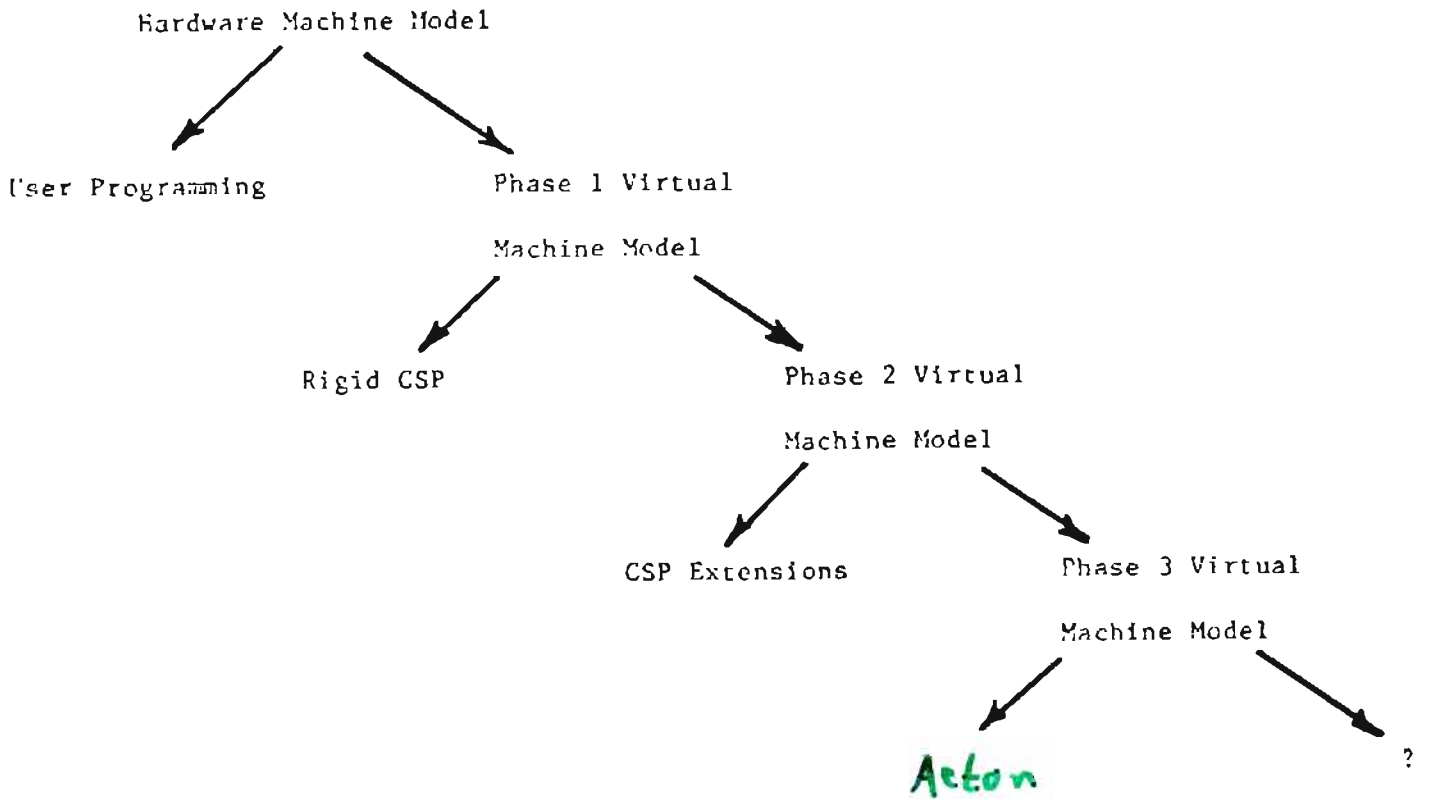 Hardware Machine Model
User Programming
Phase 1 Virtual
Machine Model
Rigid CSP
Phase 2 Virtual
Machine Model
CSP Extensions
Phase 3 Virtual
Machine Model
Acton
?